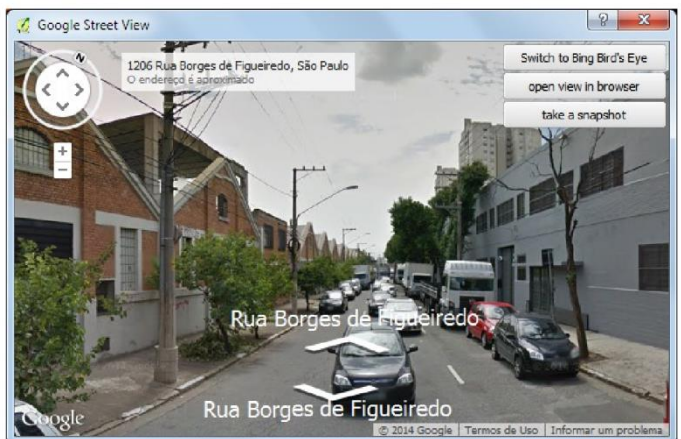 Google Street View
1206 Rua Borges de Figueiredo, São Paulo
O endereço é aproximado
N
Switch to Bing Bird's Eye
open view in browser
take a snapshot
Rua Borges de Figueiredo
Rua Borges de Figueiredo
Google
© 2014 Google
Termos de Uso
Informar um problema